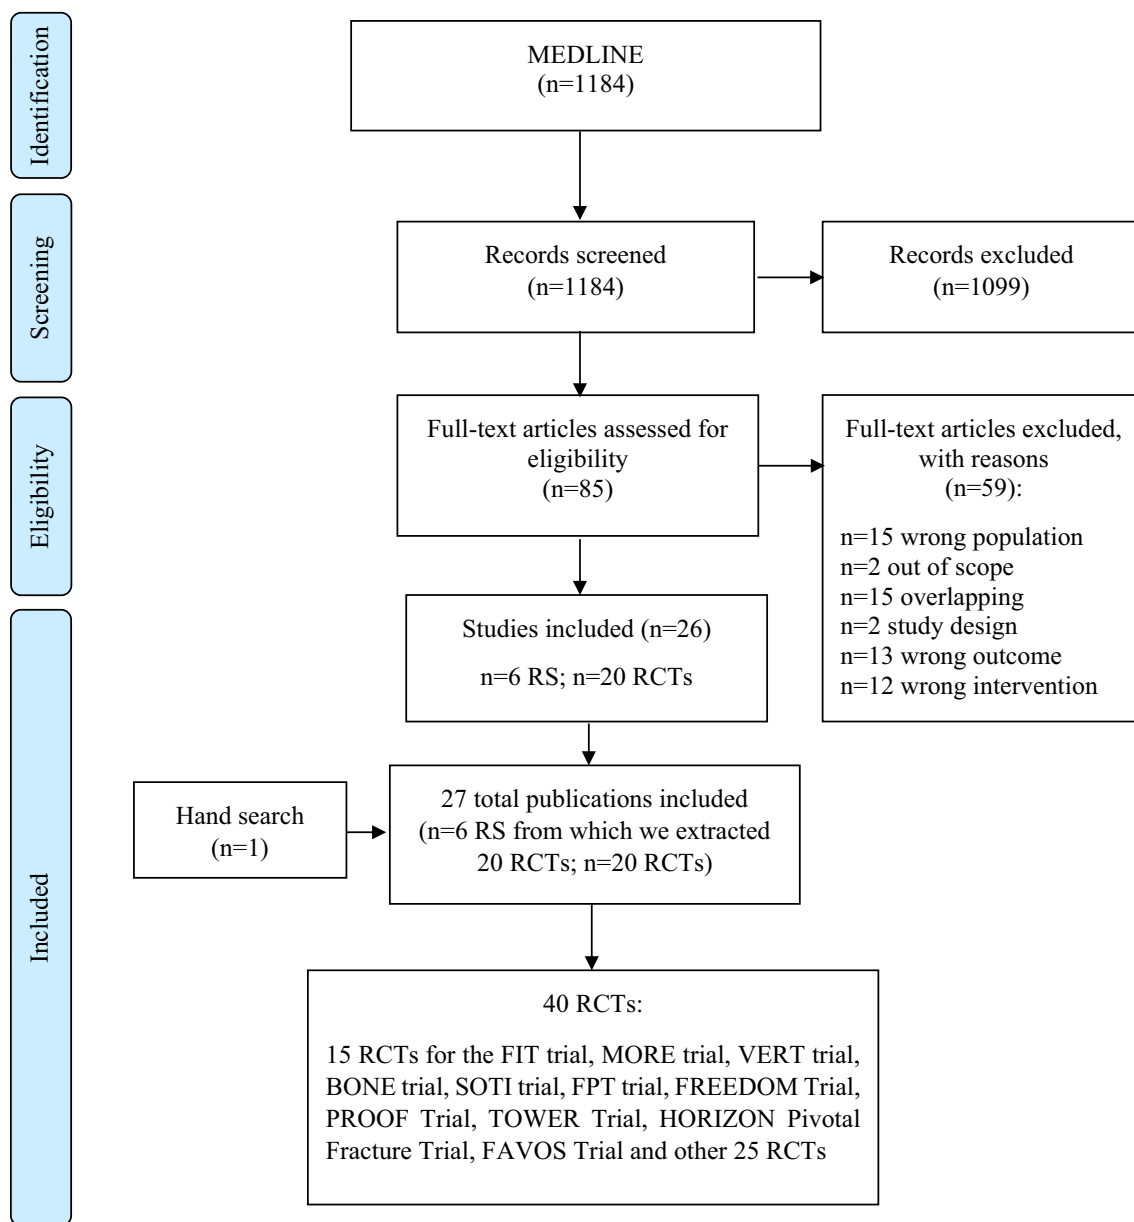 Identification
MEDLINE
(n=1184)
Screening
Records screened
(n=1184)
Records excluded
(n=1099)
Eligibility
Full-text articles assessed for
eligibility
(n=85)
Full-text articles excluded,
with reasons
(n=59):
n=15 wrong population
n=2 out of scope
n=15 overlapping
n=2 study design
n=13 wrong outcome
n=12 wrong intervention
Included
Studies included (n=26)
n=6 RS; n=20 RCTs
Hand search
(n=1)
27 total publications included
(n=6 RS from which we extracted
20 RCTs; n=20 RCTs)
40 RCTs:
15 RCTs for the FIT trial, MORE trial, VERT trial,
BONE trial, SOTI trial, FPT trial, FREEDOM Trial,
PROOF Trial, TOWER Trial, HORIZON Pivotal
Fracture Trial, FAVOS Trial and other 25 RCTs